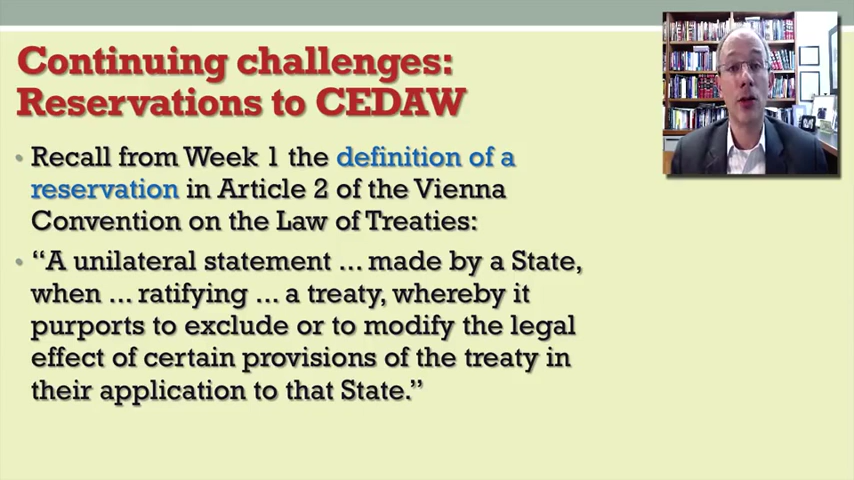 Continuing challenges:
Reservations to CEDAW
• Recall from Week 1 the definition of a
reservation in Article 2 of the Vienna
Convention on the Law of Treaties:
• “A unilateral statement ... made by a State,
when ... ratifying ... a treaty, whereby it
purports to exclude or to modify the legal
effect of certain provisions of the treaty in
their application to that State.”